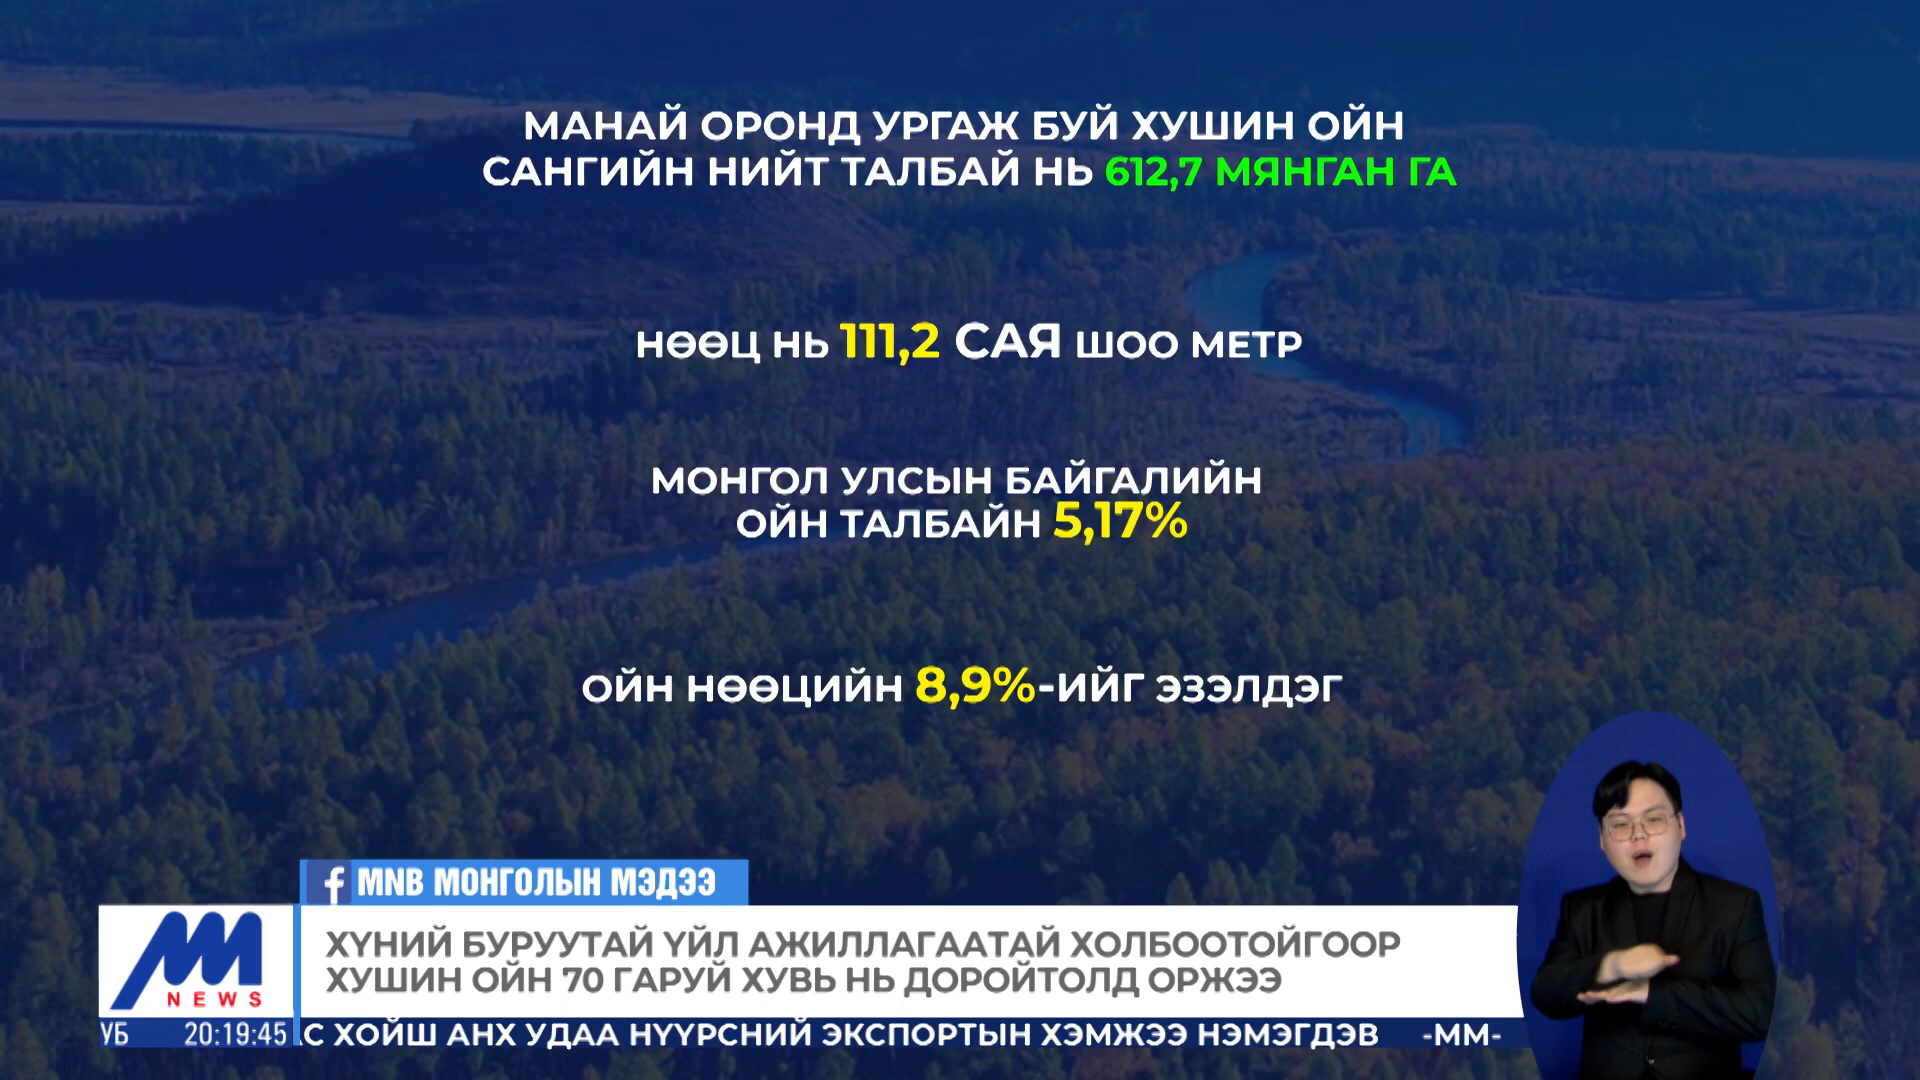 МАНАЙ ОРОНД УРГАЖ БУЙ ХУШИН ОЙН
САНГИЙН НИЙТ ТАЛБАЙ НЬ 612,7 МЯНГАН ГА
НӨӨЦ НЬ 111,2 САЯ ШОО МЕТР
МОНГОЛ УЛСЫН БАЙГАЛИЙН
ОЙН ТАЛБАЙН 5,17%
ОЙН НӨӨЦИЙН 8,9%-ИЙГ ЭЗЭЛДЭГ
MNB МОНГОЛЫН МЭДЭЭ
ХҮНИЙ БУРУУТАЙ ҮЙЛ АЖИЛЛАГААТАЙ ХОЛБООТОЙГООР
ХУШИН ОЙН 70 ГАРУЙ ХУВЬ НЬ ДОРОЙТОЛД ОРЖЭЭ
NEWS
УБ 20:19:45
С ХОЙШ АНХ УДАА НҮҮРСНИЙ ЭКСПОРТЫН ХЭМЖЭЭ НЭМЭГДЭВ -ММ-